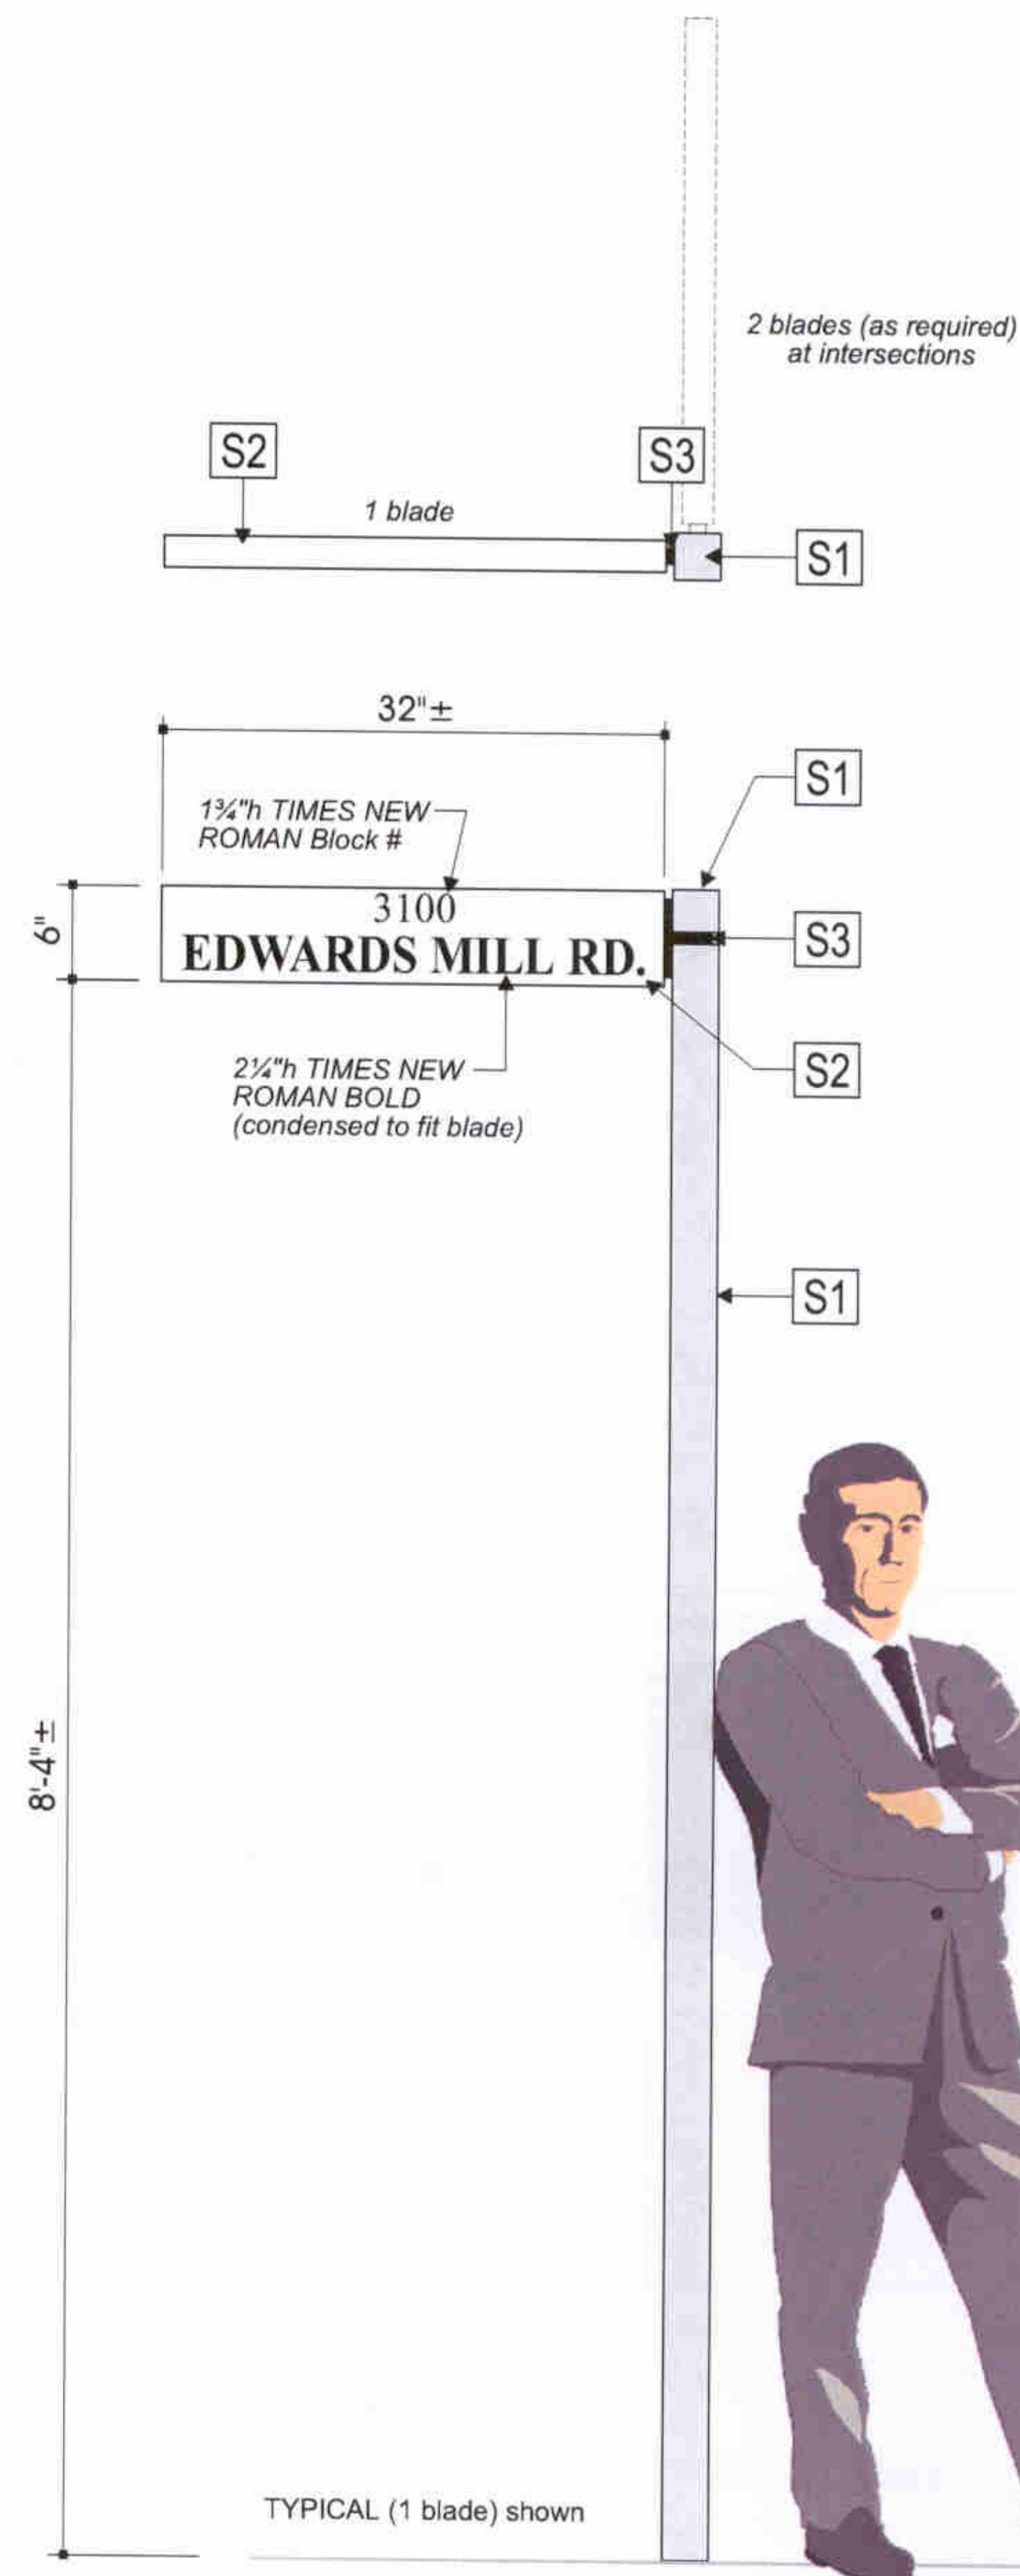 2 blades (as required)
at intersections
S2
S3
1 blade
S1
32"±
S1
1¾"h TIMES NEW
ROMAN Block #
6"
3100
EDWARDS MILL RD.
S3
2¼"h TIMES NEW
ROMAN BOLD
(condensed to fit blade)
S2
S1
8'-4"±
TYPICAL (1 blade) shown